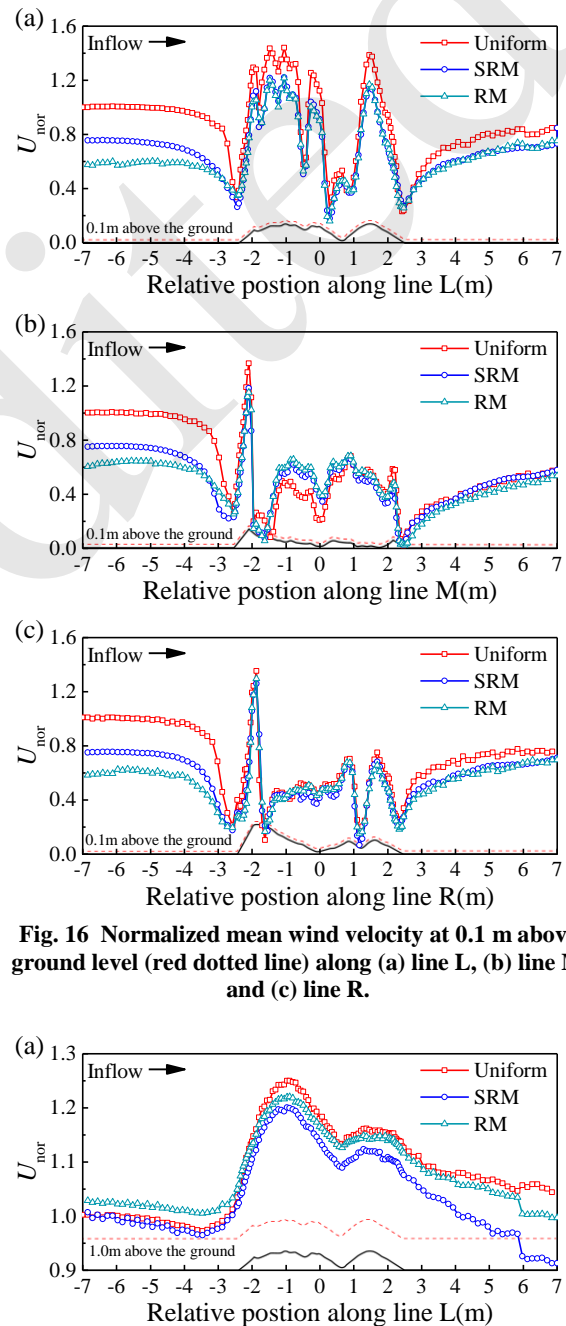 (a)
1.6
Inflow
Uniform
SRM
RM
1.2
0.8
0.4
0.0
U_nor
0.1m above the ground
-7 -6 -5 -4 -3 -2 -1 0 1 2 3 4 5 6 7
Relative postion along line L(m)
(b)
1.6
Inflow
Uniform
SRM
RM
1.2
0.8
0.4
0.0
U_nor
0.1m above the ground
-7 -6 -5 -4 -3 -2 -1 0 1 2 3 4 5 6 7
Relative postion along line M(m)
(c)
1.6
Inflow
Uniform
SRM
RM
1.2
0.8
0.4
0.0
U_nor
0.1m above the ground
-7 -6 -5 -4 -3 -2 -1 0 1 2 3 4 5 6 7
Relative postion along line R(m)
Fig. 16 Normalized mean wind velocity at 0.1 m abov
ground level (red dotted line) along (a) line L, (b) line
and (c) line R.
(a)
1.3
Inflow
Uniform
SRM
RM
1.2
1.1
1.0
0.9
U_nor
1.0m above the ground
-7 -6 -5 -4 -3 -2 -1 0 1 2 3 4 5 6 7
Relative postion along line L(m)